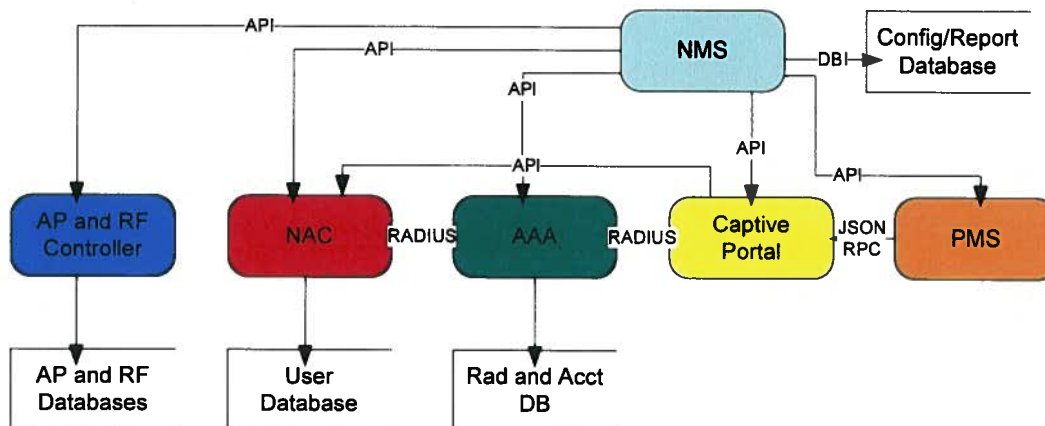 API
API
NMS
DBI
Config/Report
Database
API
API
API
API
AP and RF
Controller
NAC
RADIUS
AAA
RADIUS
Captive
Portal
JSON
RPC
PMS
AP and RF
Databases
User
Database
Rad and Acct
DB